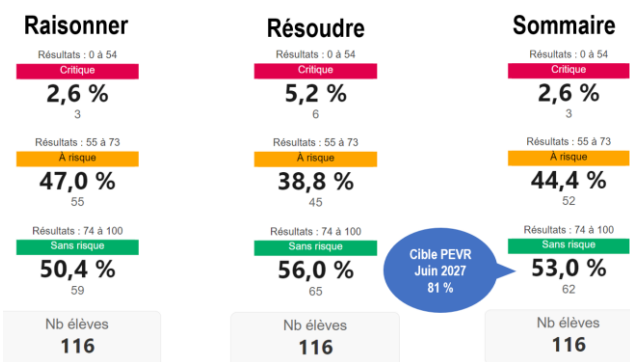 Raisonner
Résultats : 0 à 54
Critique
2,6 %
3
Résultats : 55 à 73
À risque
47,0 %
55
Résultats : 74 à 100
Sans risque
50,4 %
59
Nb élèves
116
Résoudre
Résultats : 0 à 54
Critique
5,2 %
6
Résultats : 55 à 73
À risque
38,8 %
45
Résultats : 74 à 100
Sans risque
56,0 %
65
Nb élèves
116
Cible PEVR
Juin 2027
81 %
Sommaire
Résultats : 0 à 54
Critique
2,6 %
3
Résultats : 55 à 73
À risque
44,4 %
52
Résultats : 74 à 100
Sans risque
53,0 %
62
Nb élèves
116